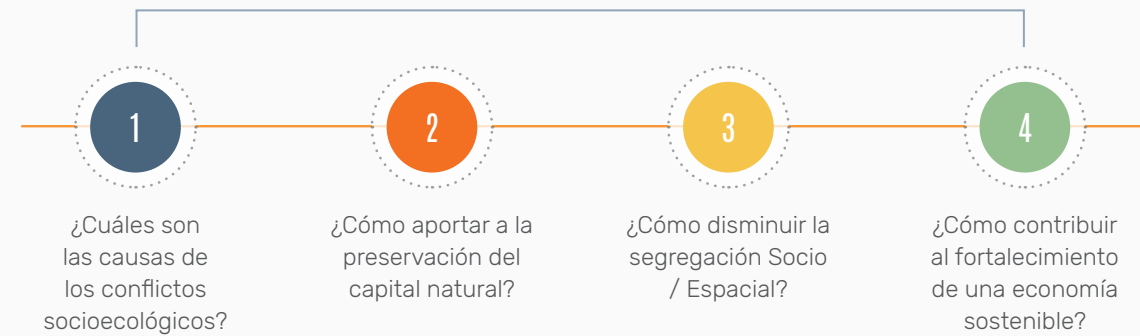 1
¿Cuáles son
las causas de
los conflictos
socioecológicos?
2
¿Cómo aportar a la
preservación del
capital natural?
3
¿Cómo disminuir la
segregación Socio
/ Espacial?
4
¿Cómo contribuir
al fortalecimiento
de una economía
sostenible?